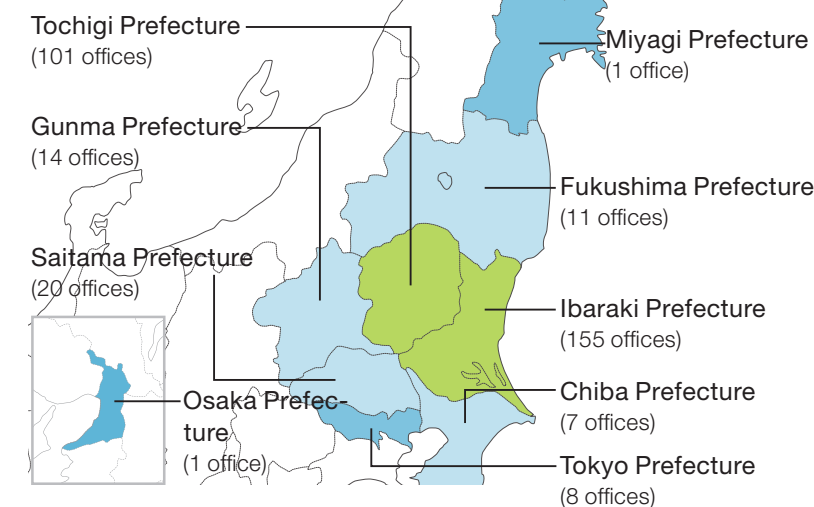 Tochigi Prefecture
(101 offices)
Miyagi Prefecture
(1 office)
Gunma Prefecture
(14 offices)
Fukushima Prefecture
(11 offices)
Saitama Prefecture
(20 offices)
Ibaraki Prefecture
(155 offices)
Chiba Prefecture
(7 offices)
Osaka Prefec-
ture
(1 office)
Tokyo Prefecture
(8 offices)